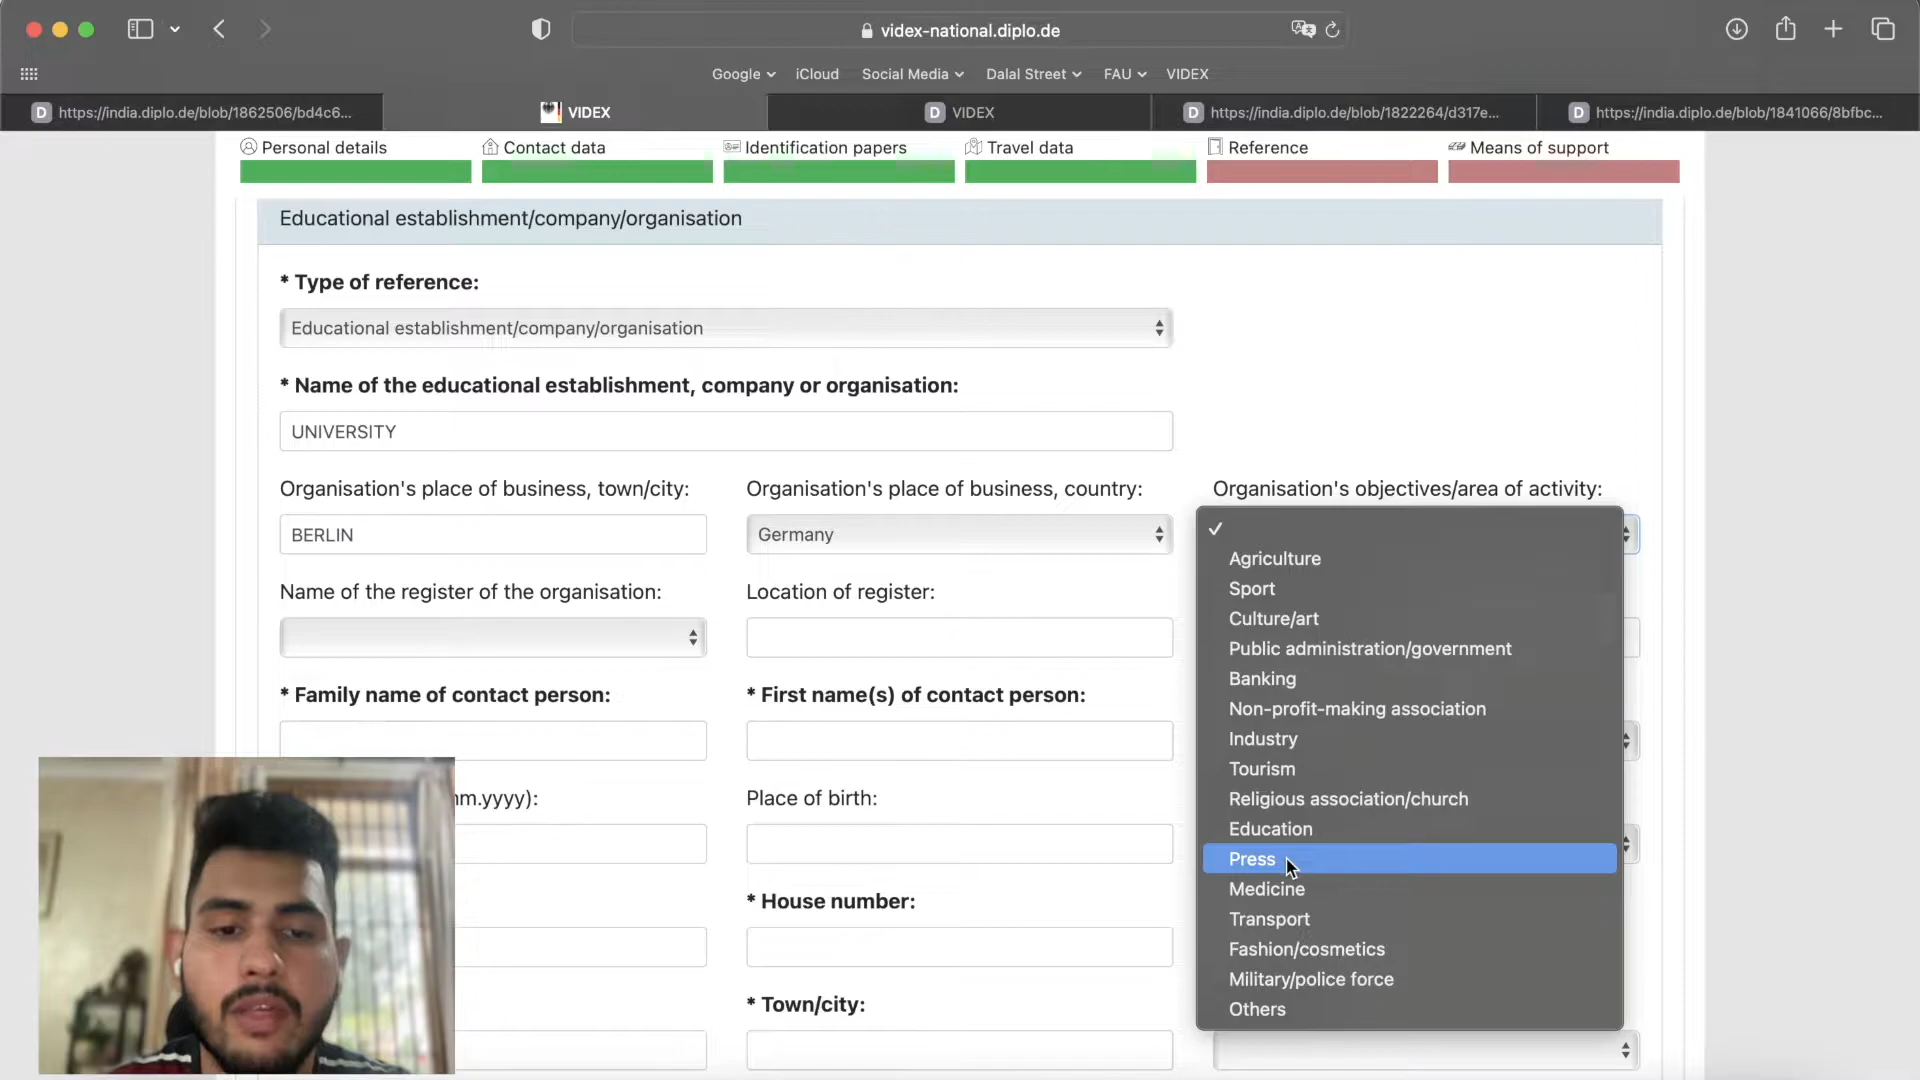 videx-national.diplo.de
Google iCloud Social Media Dalal Street FAU VIDEX
D https://india.diplo.de/blob/1862506/bd4c6...
VIDEX
D VIDEX
D https://india.diplo.de/blob/1822264/d317e...
D https://india.diplo.de/blob/1841066/8bfbc...
Personal details
Contact data
Identification papers
Travel data
Reference
Means of support
Educational establishment/company/organisation
* Type of reference:
Educational establishment/company/organisation
* Name of the educational establishment, company or organisation:
UNIVERSITY
Organisation's place of business, town/city:
Organisation's place of business, country:
Organisation's objectives/area of activity:
BERLIN
Germany
Name of the register of the organisation:
Location of register:
* Family name of contact person:
* First name(s) of contact person:
m.yyyy):
Place of birth:
* House number:
* Town/city:
Agriculture
Sport
Culture/art
Public administration/government
Banking
Non-profit-making association
Industry
Tourism
Religious association/church
Education
Press
Medicine
Transport
Fashion/cosmetics
Military/police force
Others